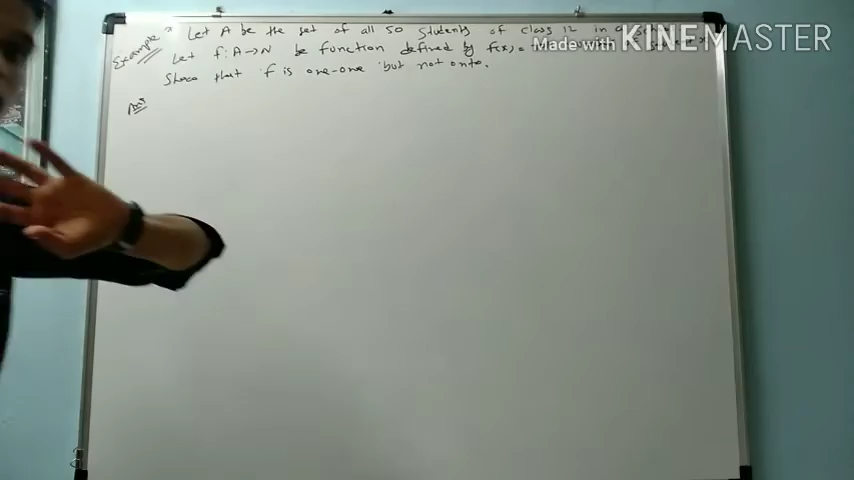 Example : Let A be the set of all 50 students of class 12 in a
Let f: A→N be function defined by f(x) =
Show that f is one-one but not onto.
Ans
Made with KINEMASTER